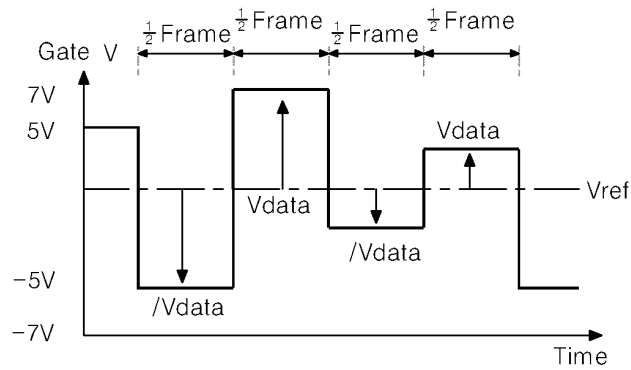 ½ Frame ½ Frame ½ Frame ½ Frame
Gate V
7V
5V
Vdata
Vref
Vdata
/Vdata
−5V
/Vdata
−7V
Time